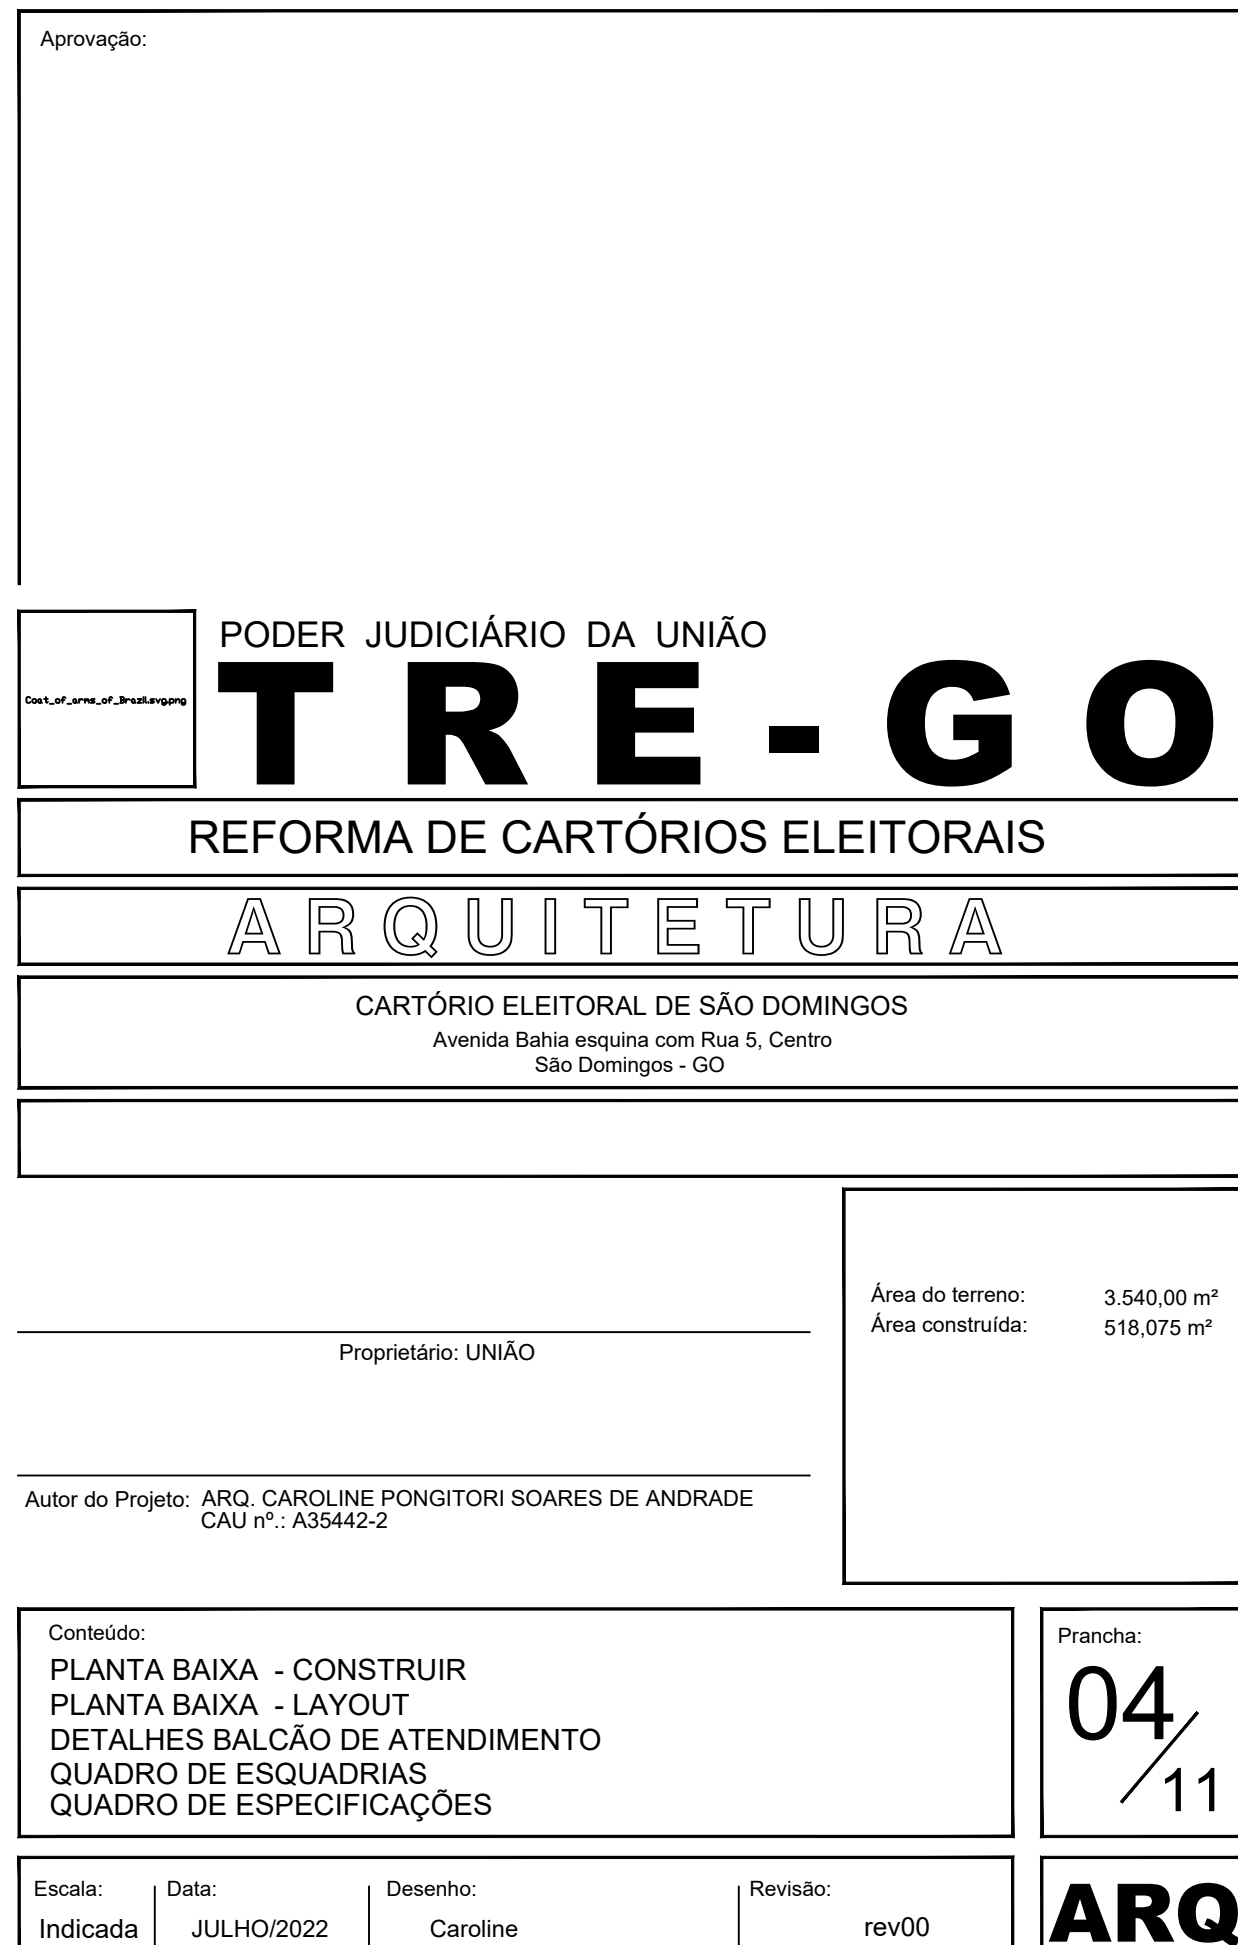 Aprovação:
Coat_of_arms_of_Brazil.svg.png
PODER JUDICIÁRIO DA UNIÃO
TRE-GO
REFORMA DE CARTÓRIOS ELEITORAIS
ARQUITETURA
CARTÓRIO ELEITORAL DE SÃO DOMINGOS
Avenida Bahia esquina com Rua 5, Centro
São Domingos - GO
Área do terreno: 3.540,00 m²
Área construída: 518,075 m²
Proprietário: UNIÃO
Autor do Projeto: ARQ. CAROLINE PONGITORI SOARES DE ANDRADE
CAU nº.: A35442-2
Conteúdo:
PLANTA BAIXA - CONSTRUIR
PLANTA BAIXA - LAYOUT
DETALHES BALCÃO DE ATENDIMENTO
QUADRO DE ESQUADRIAS
QUADRO DE ESPECIFICAÇÕES
Prancha:
04/11
Escala: Data: Desenho: Revisão:
Indicada JULHO/2022 Caroline rev00
ARQ